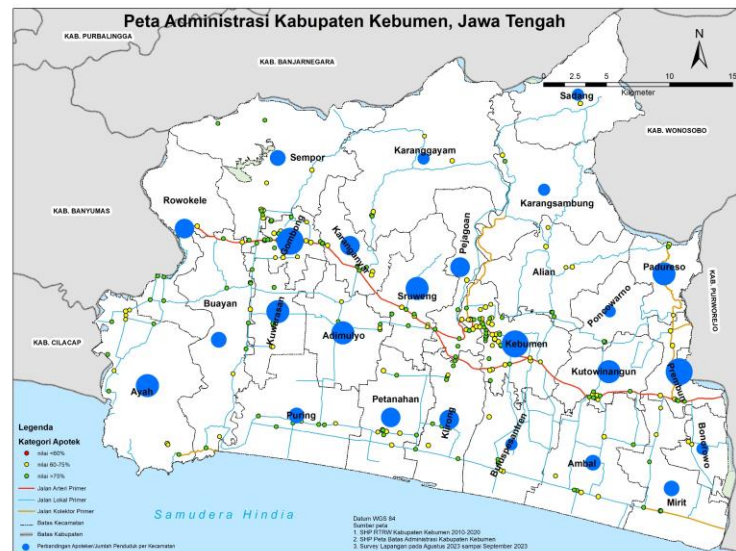 Peta Administrasi Kabupaten Kebumen, Jawa Tengah
KAB. PURBALINGGA
KAB. BANJARNEGARA
N
0 2.5 5 10 15
Kilometer
Sadang
KAB. WONOSOBO
Sempor
Karanggayam
Karangsambung
Rowokele
KAB. BANYUMAS
Gombong
Karanganyar
Pejagoan
Alian
Padureso
KAB. PURWOREJO
Sruweng
Poncowarno
Buayan
Kuwarasan
Adimulyo
KAB. CILACAP
Kebumen
Kutowinangun
Prembun
Ayah
Puring
Petanahan
Klirong
Buluspesantren
Bonorowo
Ambal
Mirit
Legenda
Kategori Apotek
nilai <60%
nilai 60-75%
nilai >75%
Jalan Arteri Primer
Jalan Lokal Primer
Jalan Kolektor Primer
Batas Kecamatan
Batas Kabupaten
Perbandingan Apoteker/Jumlah Penduduk per Kecamatan
Samudera Hindia
Datum WGS 84
Sumber peta
1. SHP RTRW Kabupaten Kebumen 2010-2020
2. SHP Peta Batas Administrasi Kabupaten Kebumen
3. Survey Lapangan pada Agustus 2023 sampai September 2023